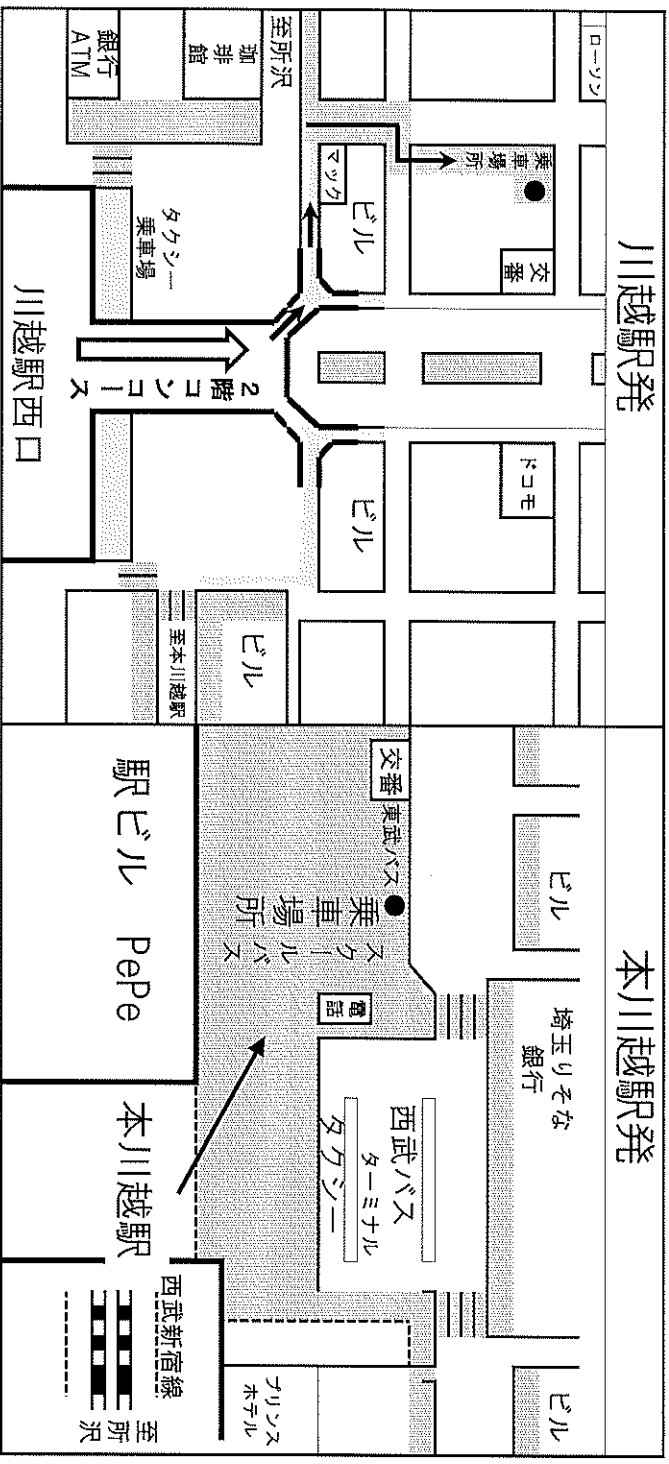 川越駅発
ローソン
乗車場所
交番
ドコモ
マック
ビル
ビル
至所沢
珈琲館
銀行
ATM
タクシー
乗車場
2階コンコース
川越駅西口
ビル
至本川越駅
本川越駅発
ビル
埼玉りそな
銀行
ビル
交番
東武バス
スクールバス
乗車場所
電話
西武バス
ターミナル
タクシー
駅ビル PePe
本川越駅
西武新宿線
至所沢
プリンス
ホテル